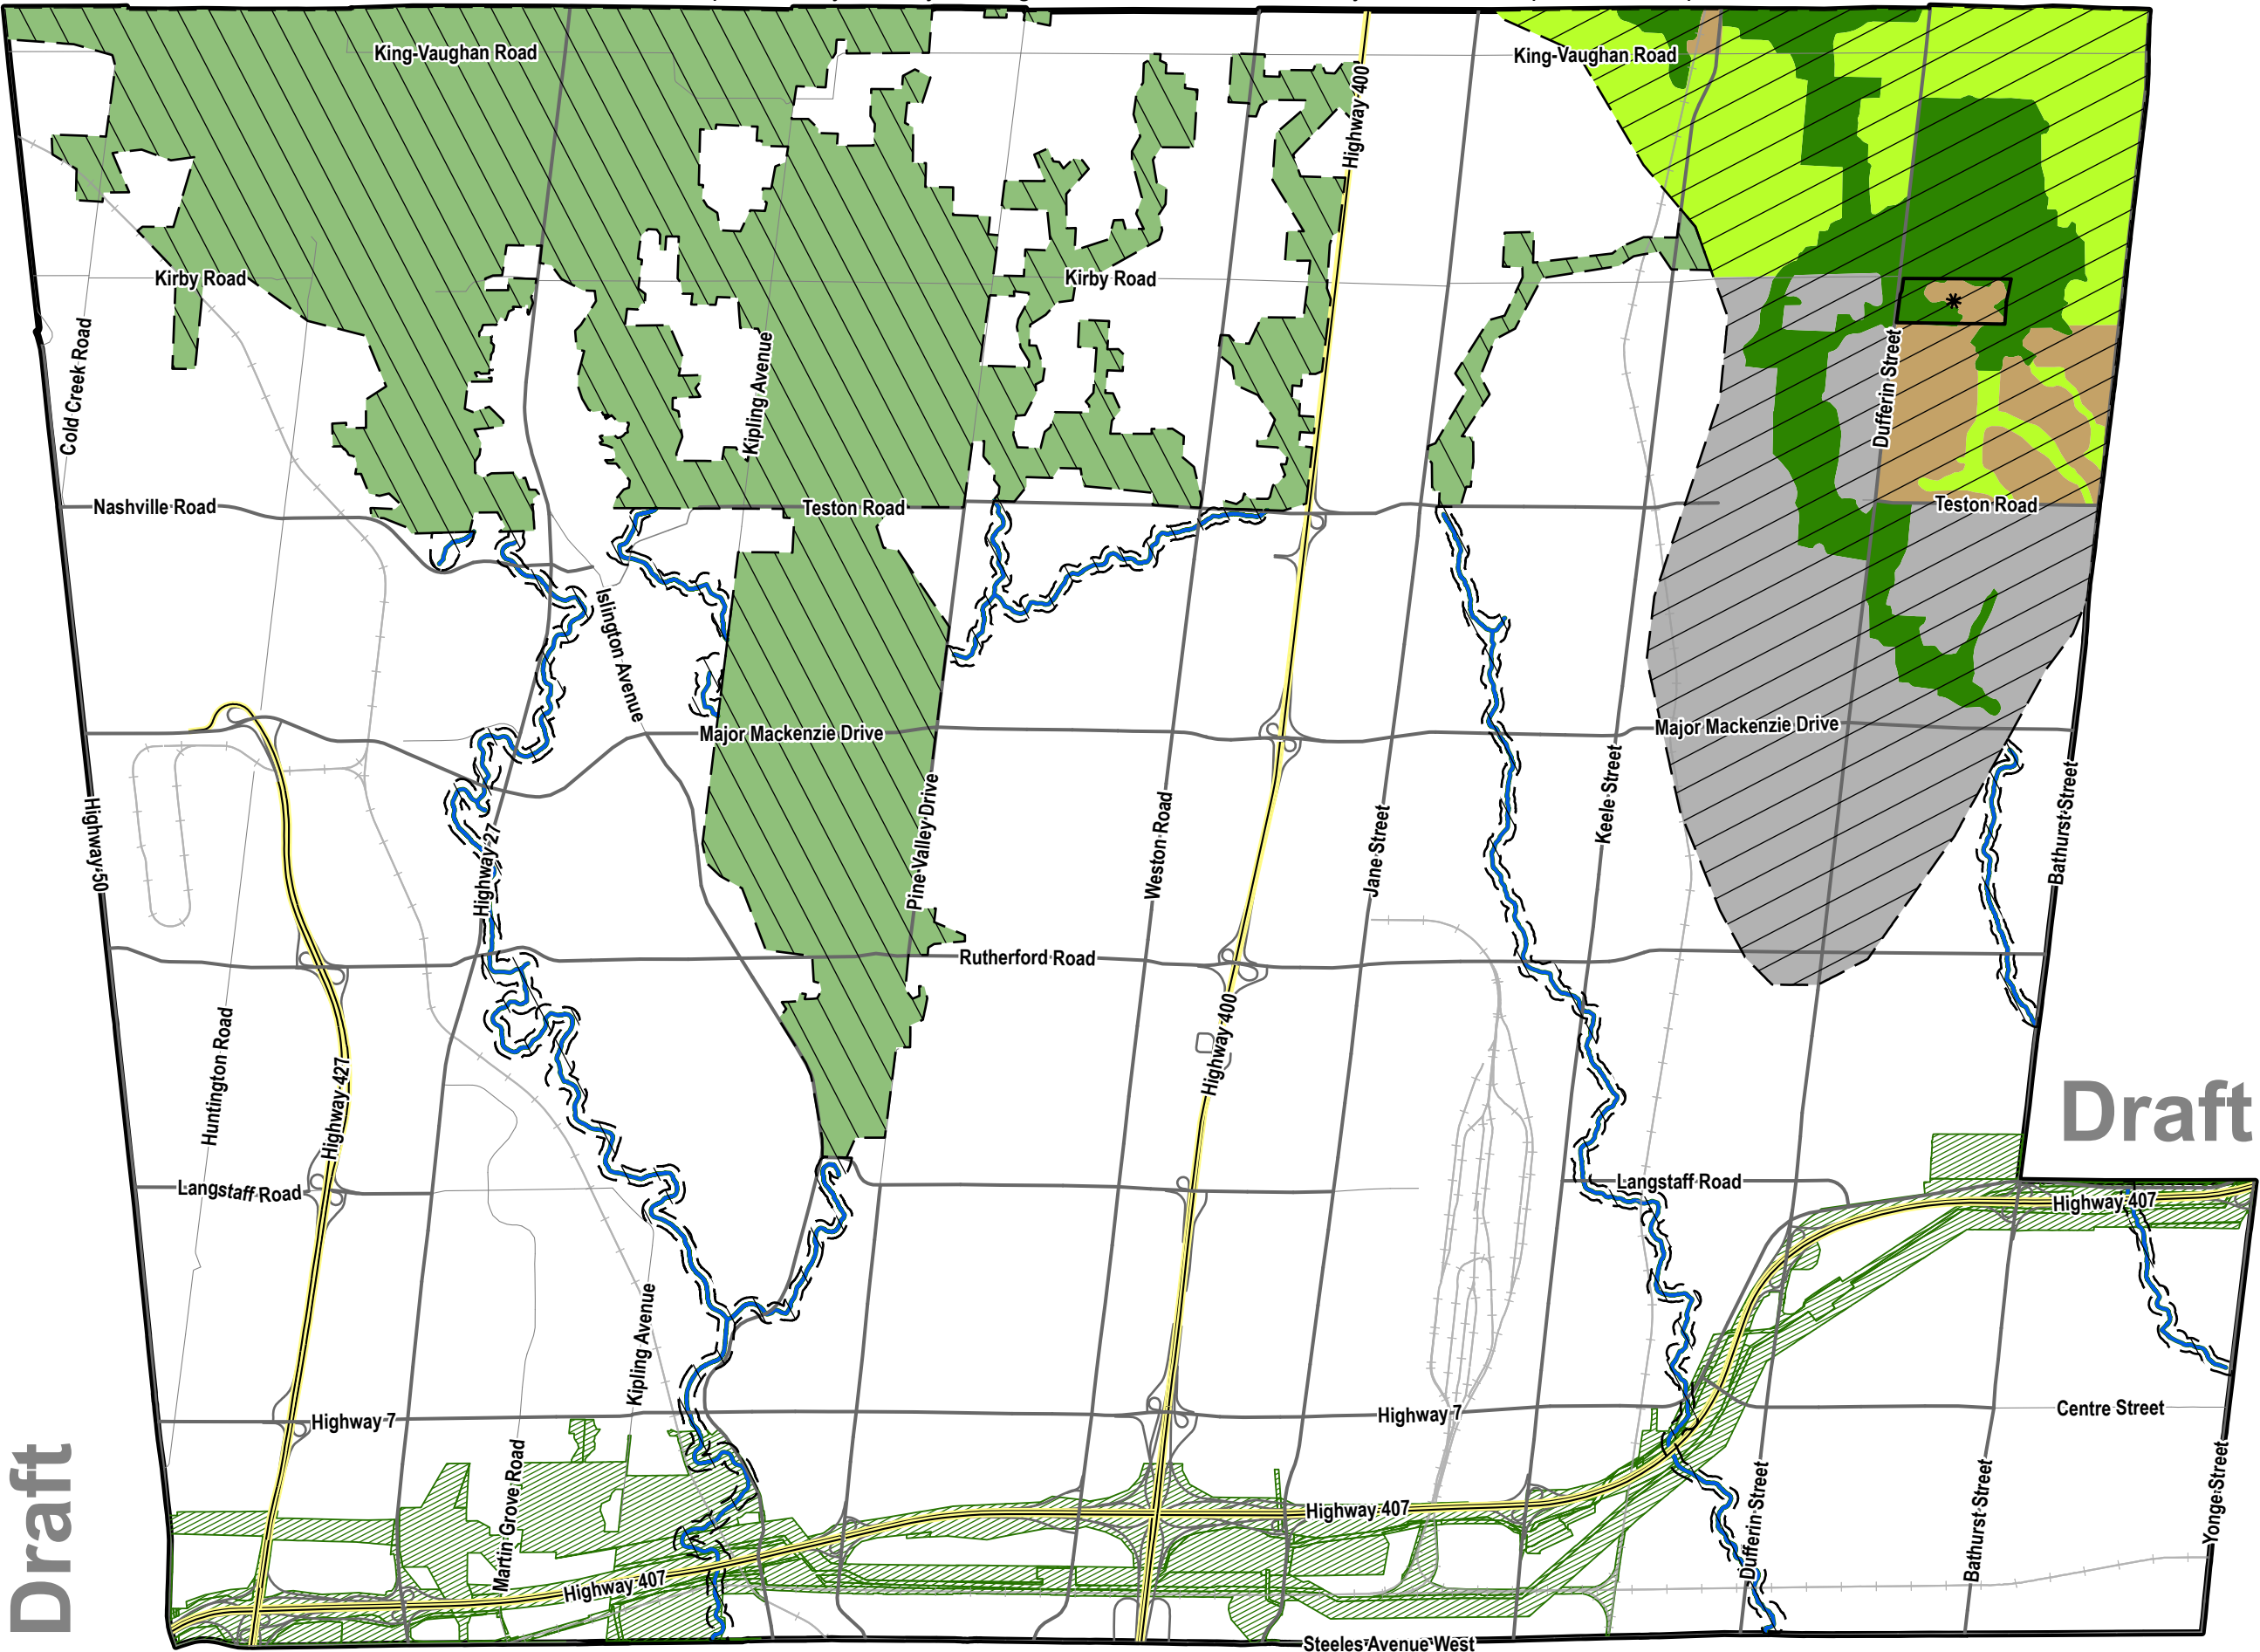 King-Vaughan Road
King-Vaughan Road
Highway 400
Kirby Road
Kirby Road
Cold Creek Road
Kipling Avenue
Dufferin Street
Nashville Road
Teston Road
Teston Road
Islington Avenue
Major Mackenzie Drive
Major Mackenzie Drive
Highway 50
Highway 27
Pine Valley Drive
Weston Road
Jane Street
Keele Street
Bathurst Street
Rutherford Road
Huntington Road
Highway 427
Highway 400
Draft
Langstaff Road
Langstaff Road
Highway 407
Kipling Avenue
Highway 7
Highway 7
Centre Street
Draft
Martin Grove Road
Highway 407
Highway 407
Dufferin Street
Bathurst Street
Yonge Street
Steeles Avenue West